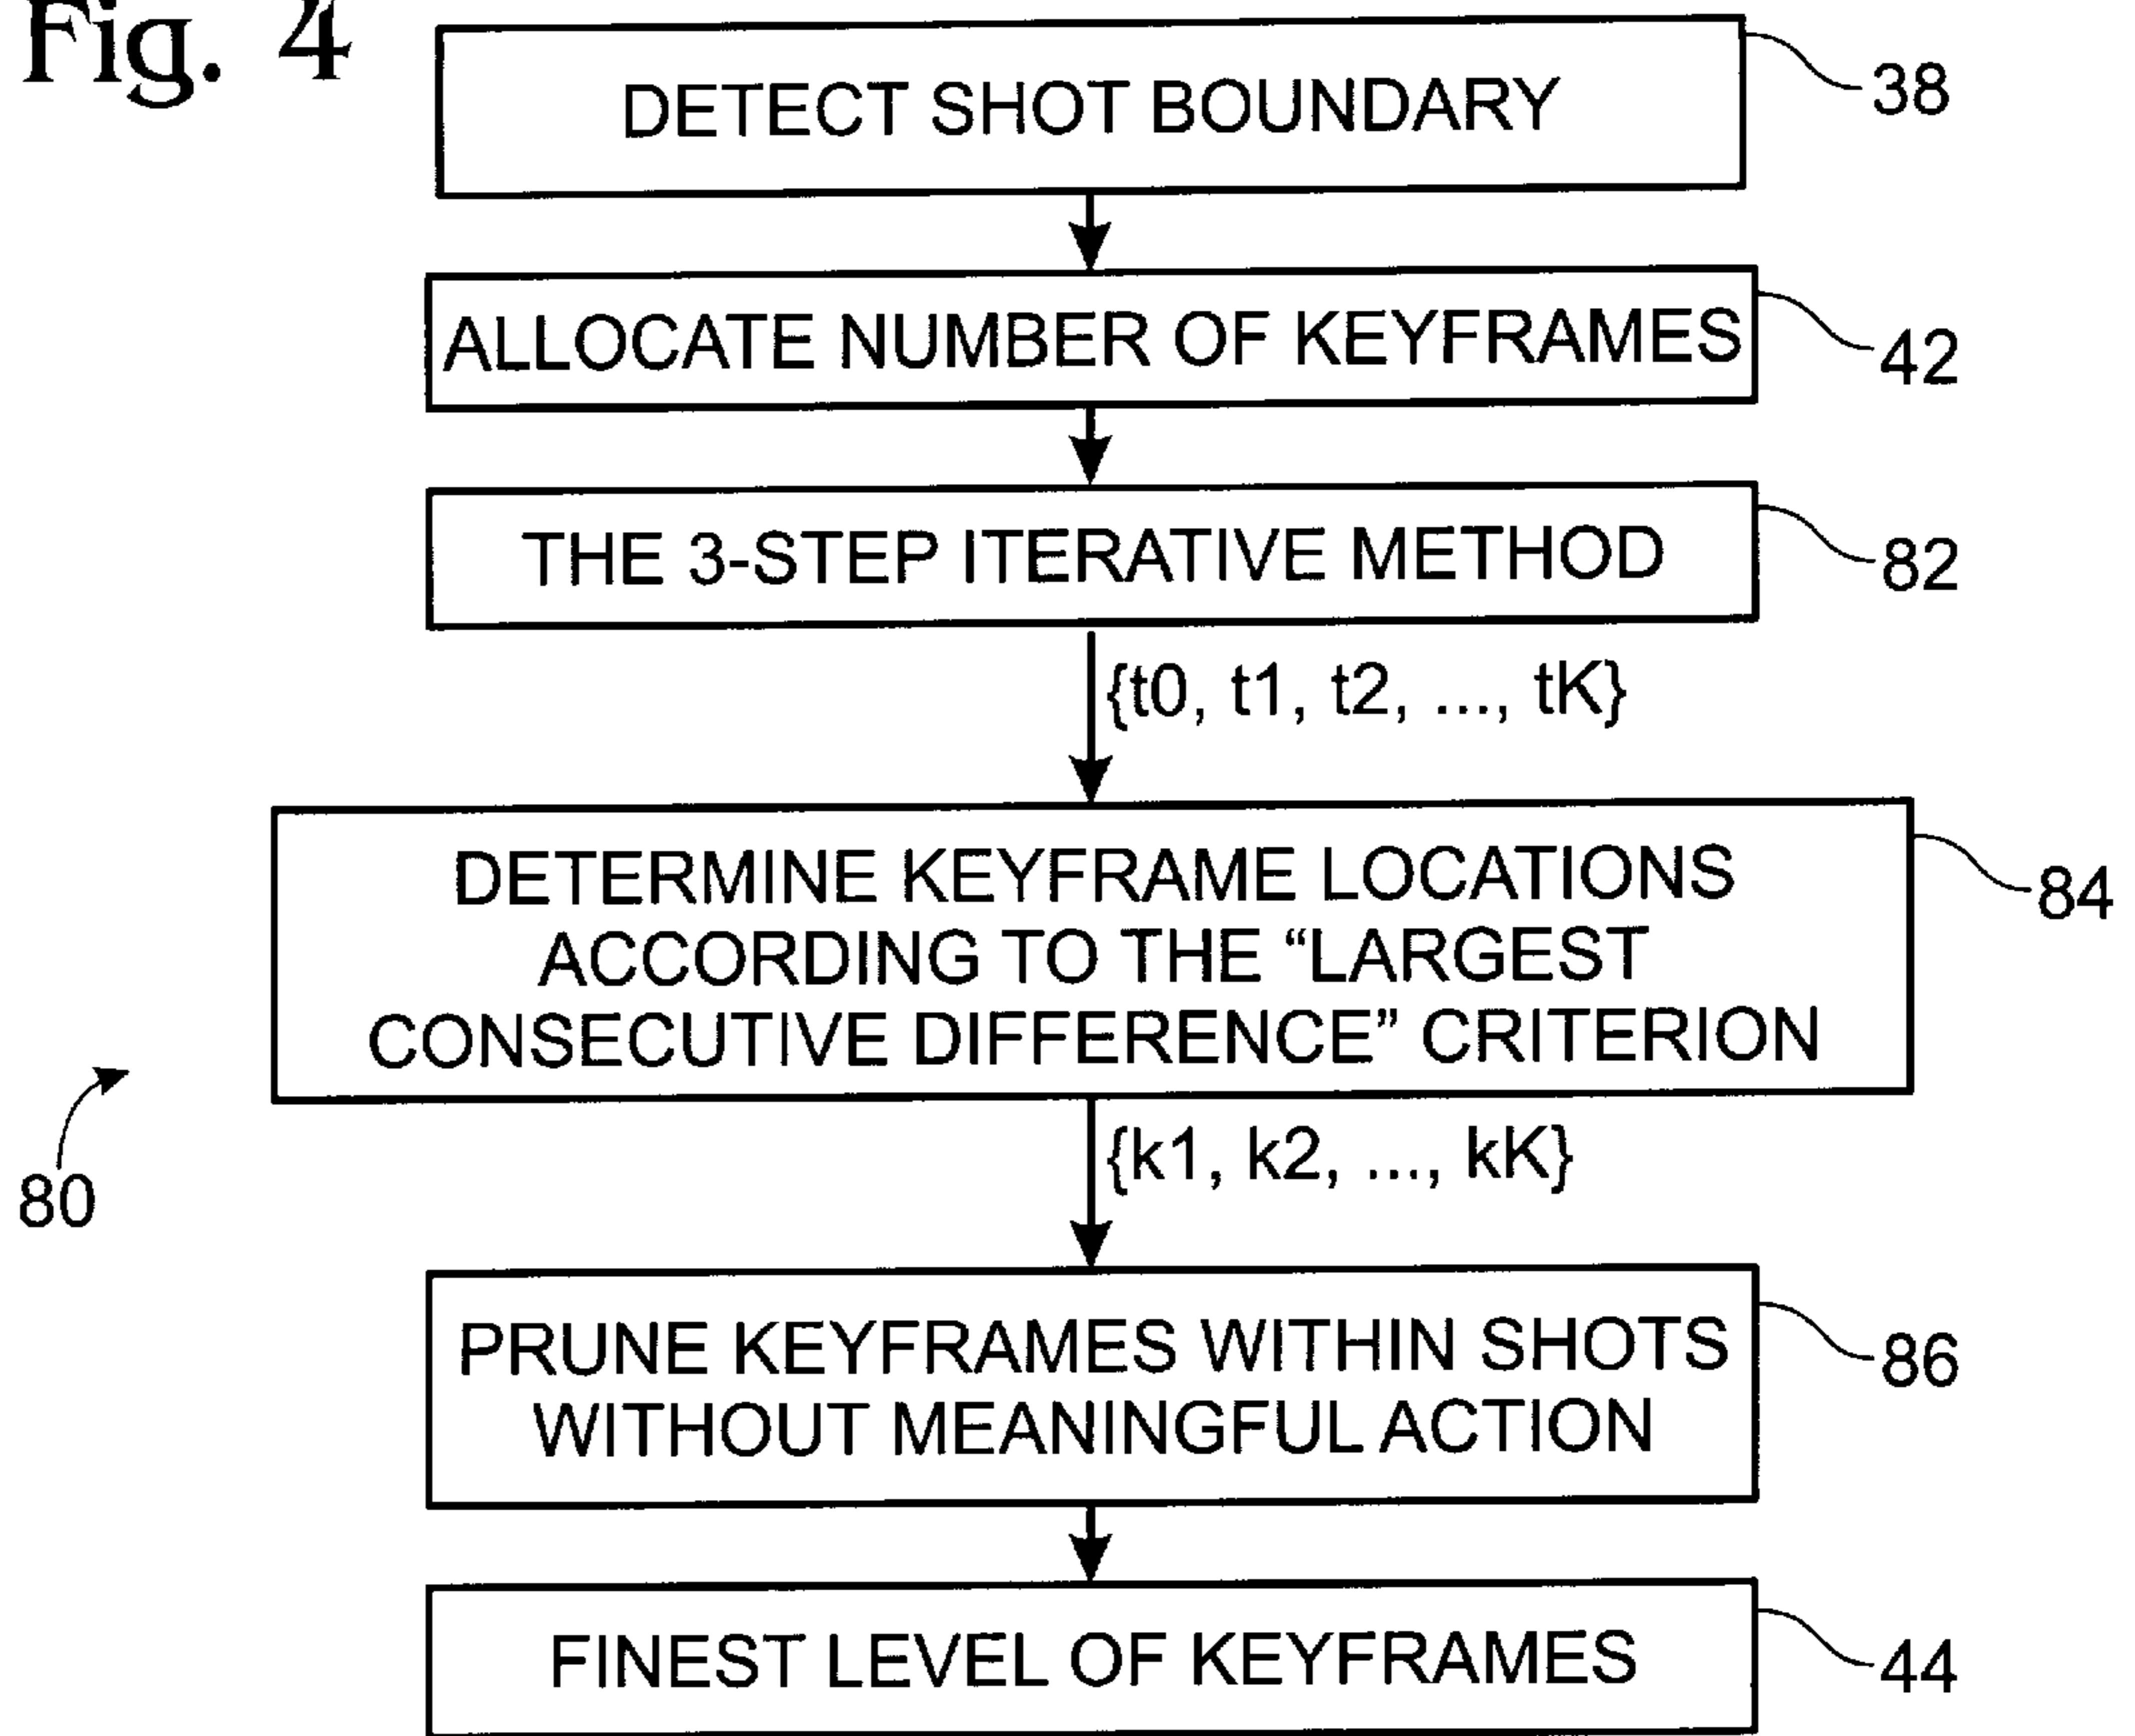 Fig. 4
DETECT SHOT BOUNDARY
38
ALLOCATE NUMBER OF KEYFRAMES
42
THE 3-STEP ITERATIVE METHOD
82
{t0, t1, t2, ..., tK}
DETERMINE KEYFRAME LOCATIONS
ACCORDING TO THE “LARGEST
CONSECUTIVE DIFFERENCE” CRITERION
84
80
{k1, k2, ..., kK}
PRUNE KEYFRAMES WITHIN SHOTS
WITHOUT MEANINGFUL ACTION
86
FINEST LEVEL OF KEYFRAMES
44